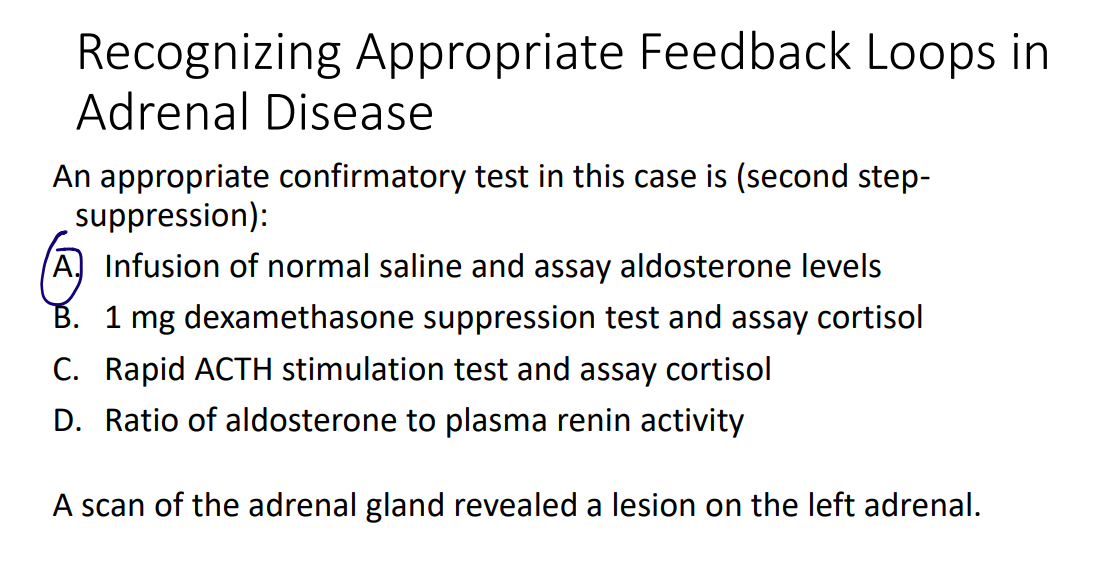 Recognizing Appropriate Feedback Loops in
Adrenal Disease
An appropriate confirmatory test in this case is (second step-
suppression):
A. Infusion of normal saline and assay aldosterone levels
B. 1 mg dexamethasone suppression test and assay cortisol
C. Rapid ACTH stimulation test and assay cortisol
D. Ratio of aldosterone to plasma renin activity
A scan of the adrenal gland revealed a lesion on the left adrenal.